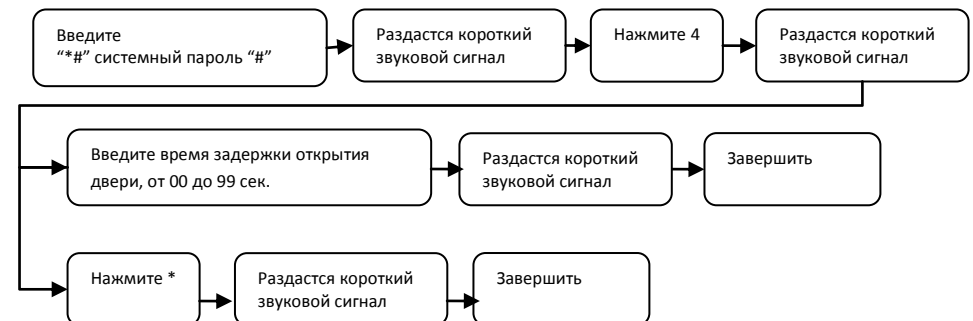 Введите
“*#” системный пароль “#”
Раздастся короткий
звуковой сигнал
Нажмите 4
Раздастся короткий
звуковой сигнал
Введите время задержки открытия
двери, от 00 до 99 сек.
Раздастся короткий
звуковой сигнал
Завершить
Нажмите *
Раздастся короткий
звуковой сигнал
Завершить